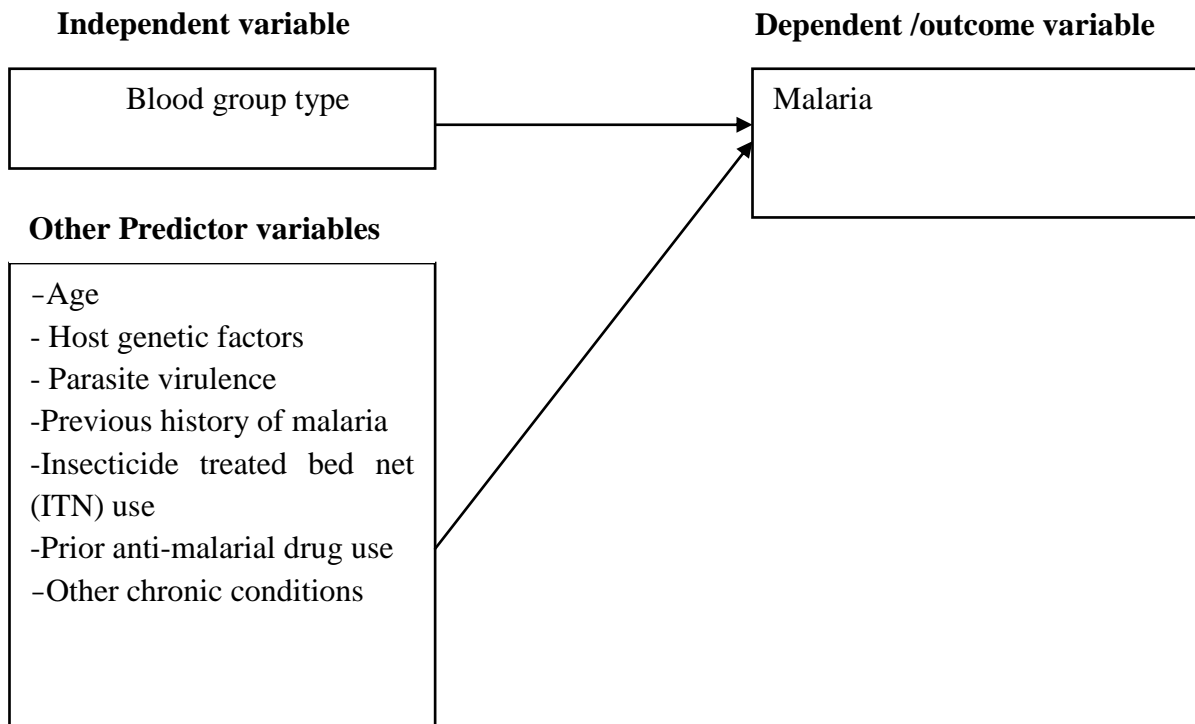 Independent variable
Dependent /outcome variable
Blood group type
Malaria
Other Predictor variables
-Age
- Host genetic factors
- Parasite virulence
-Previous history of malaria
-Insecticide treated bed net
(ITN) use
-Prior anti-malarial drug use
-Other chronic conditions